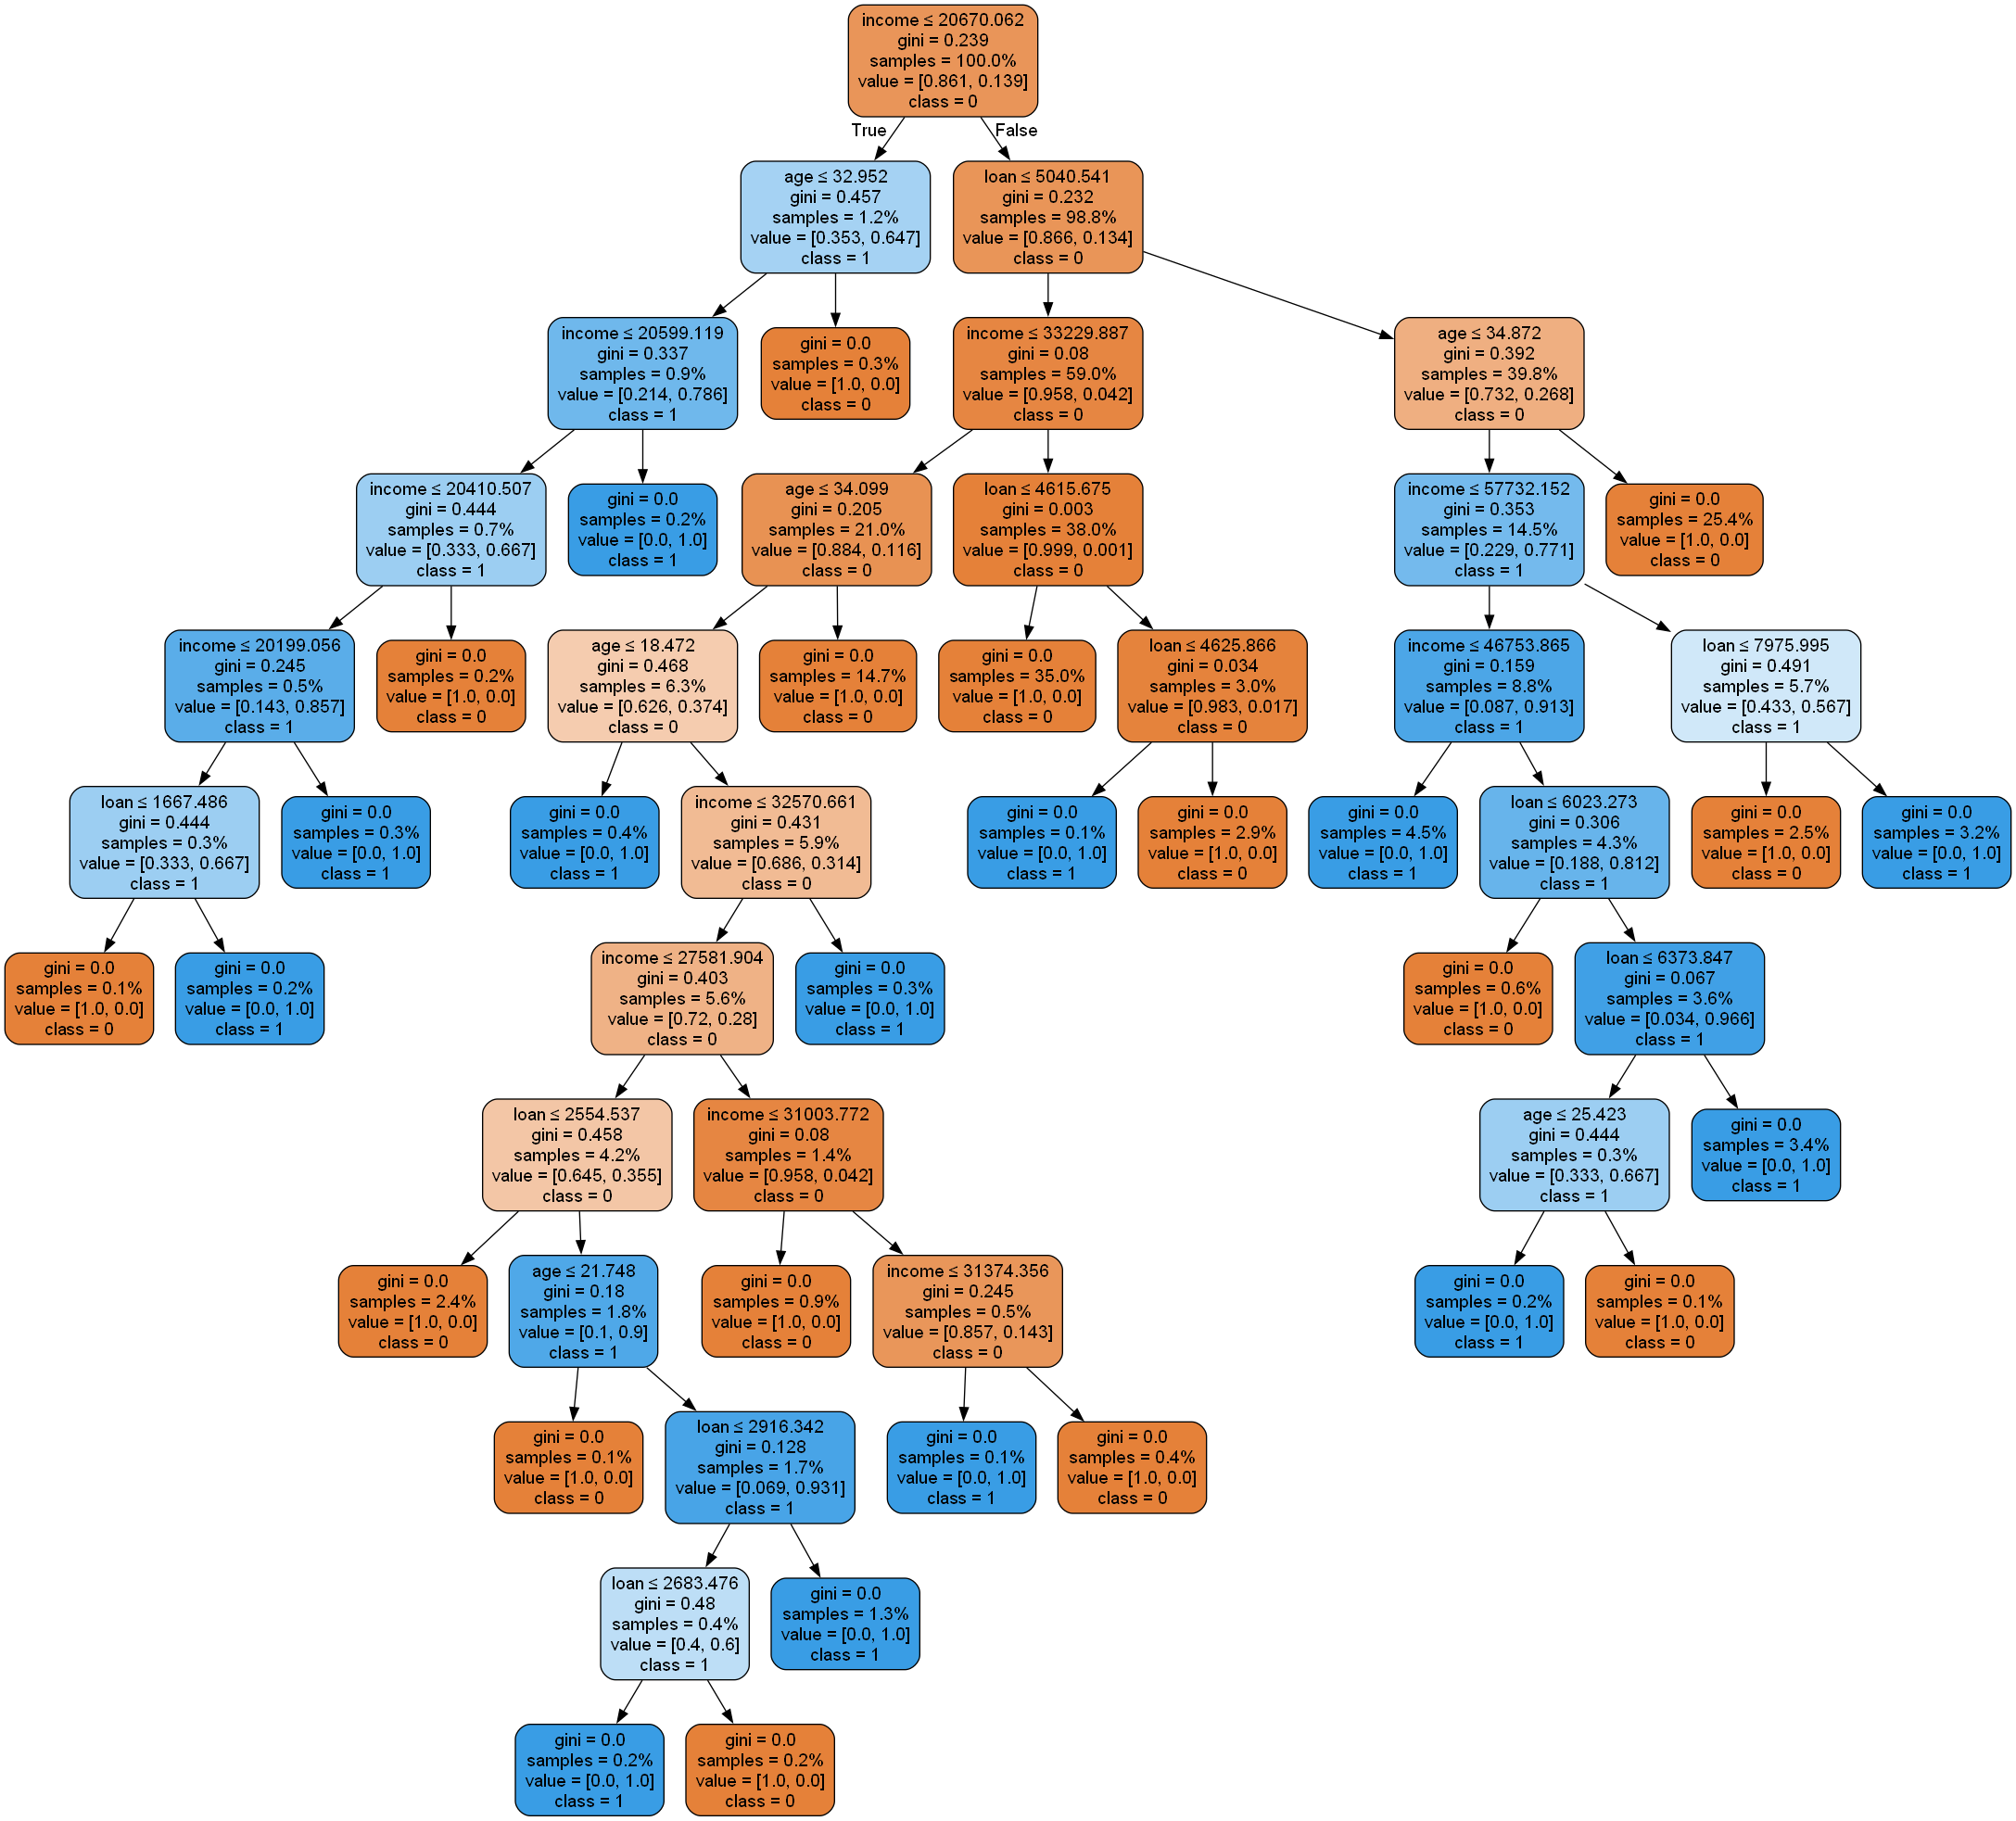 income ≤ 20670.062
gini = 0.239
samples = 100.0%
value = [0.861, 0.139]
class = 0
True
False
age ≤ 32.952
gini = 0.457
samples = 1.2%
value = [0.353, 0.647]
class = 1
loan ≤ 5040.541
gini = 0.232
samples = 98.8%
value = [0.866, 0.134]
class = 0
income ≤ 20599.119
gini = 0.337
samples = 0.9%
value = [0.214, 0.786]
class = 1
gini = 0.0
samples = 0.3%
value = [1.0, 0.0]
class = 0
income ≤ 33229.887
gini = 0.08
samples = 59.0%
value = [0.958, 0.042]
class = 0
age ≤ 34.872
gini = 0.392
samples = 39.8%
value = [0.732, 0.268]
class = 0
income ≤ 20410.507
gini = 0.444
samples = 0.7%
value = [0.333, 0.667]
class = 1
gini = 0.0
samples = 0.2%
value = [0.0, 1.0]
class = 1
age ≤ 34.099
gini = 0.205
samples = 21.0%
value = [0.884, 0.116]
class = 0
loan ≤ 4615.675
gini = 0.003
samples = 38.0%
value = [0.999, 0.001]
class = 0
income ≤ 57732.152
gini = 0.353
samples = 14.5%
value = [0.229, 0.771]
class = 1
gini = 0.0
samples = 25.4%
value = [1.0, 0.0]
class = 0
income ≤ 20199.056
gini = 0.245
samples = 0.5%
value = [0.143, 0.857]
class = 1
gini = 0.0
samples = 0.2%
value = [1.0, 0.0]
class = 0
age ≤ 18.472
gini = 0.468
samples = 6.3%
value = [0.626, 0.374]
class = 0
gini = 0.0
samples = 14.7%
value = [1.0, 0.0]
class = 0
gini = 0.0
samples = 35.0%
value = [1.0, 0.0]
class = 0
loan ≤ 4625.866
gini = 0.034
samples = 3.0%
value = [0.983, 0.017]
class = 0
income ≤ 46753.865
gini = 0.159
samples = 8.8%
value = [0.087, 0.913]
class = 1
loan ≤ 7975.995
gini = 0.491
samples = 5.7%
value = [0.433, 0.567]
class = 1
loan ≤ 1667.486
gini = 0.444
samples = 0.3%
value = [0.333, 0.667]
class = 1
gini = 0.0
samples = 0.3%
value = [0.0, 1.0]
class = 1
gini = 0.0
samples = 0.4%
value = [0.0, 1.0]
class = 1
income ≤ 32570.661
gini = 0.431
samples = 5.9%
value = [0.686, 0.314]
class = 0
gini = 0.0
samples = 0.1%
value = [0.0, 1.0]
class = 1
gini = 0.0
samples = 2.9%
value = [1.0, 0.0]
class = 0
gini = 0.0
samples = 4.5%
value = [0.0, 1.0]
class = 1
loan ≤ 6023.273
gini = 0.306
samples = 4.3%
value = [0.188, 0.812]
class = 1
gini = 0.0
samples = 2.5%
value = [1.0, 0.0]
class = 0
gini = 0.0
samples = 3.2%
value = [0.0, 1.0]
class = 1
gini = 0.0
samples = 0.1%
value = [1.0, 0.0]
class = 0
gini = 0.0
samples = 0.2%
value = [0.0, 1.0]
class = 1
income ≤ 27581.904
gini = 0.403
samples = 5.6%
value = [0.72, 0.28]
class = 0
gini = 0.0
samples = 0.3%
value = [0.0, 1.0]
class = 1
gini = 0.0
samples = 0.6%
value = [1.0, 0.0]
class = 0
loan ≤ 6373.847
gini = 0.067
samples = 3.6%
value = [0.034, 0.966]
class = 1
loan ≤ 2554.537
gini = 0.458
samples = 4.2%
value = [0.645, 0.355]
class = 0
income ≤ 31003.772
gini = 0.08
samples = 1.4%
value = [0.958, 0.042]
class = 0
age ≤ 25.423
gini = 0.444
samples = 0.3%
value = [0.333, 0.667]
class = 1
gini = 0.0
samples = 3.4%
value = [0.0, 1.0]
class = 1
gini = 0.0
samples = 2.4%
value = [1.0, 0.0]
class = 0
age ≤ 21.748
gini = 0.18
samples = 1.8%
value = [0.1, 0.9]
class = 1
gini = 0.0
samples = 0.9%
value = [1.0, 0.0]
class = 0
income ≤ 31374.356
gini = 0.245
samples = 0.5%
value = [0.857, 0.143]
class = 0
gini = 0.0
samples = 0.2%
value = [0.0, 1.0]
class = 1
gini = 0.0
samples = 0.1%
value = [1.0, 0.0]
class = 0
gini = 0.0
samples = 0.1%
value = [1.0, 0.0]
class = 0
loan ≤ 2916.342
gini = 0.128
samples = 1.7%
value = [0.069, 0.931]
class = 1
gini = 0.0
samples = 0.1%
value = [0.0, 1.0]
class = 1
gini = 0.0
samples = 0.4%
value = [1.0, 0.0]
class = 0
loan ≤ 2683.476
gini = 0.48
samples = 0.4%
value = [0.4, 0.6]
class = 1
gini = 0.0
samples = 1.3%
value = [0.0, 1.0]
class = 1
gini = 0.0
samples = 0.2%
value = [0.0, 1.0]
class = 1
gini = 0.0
samples = 0.2%
value = [1.0, 0.0]
class = 0